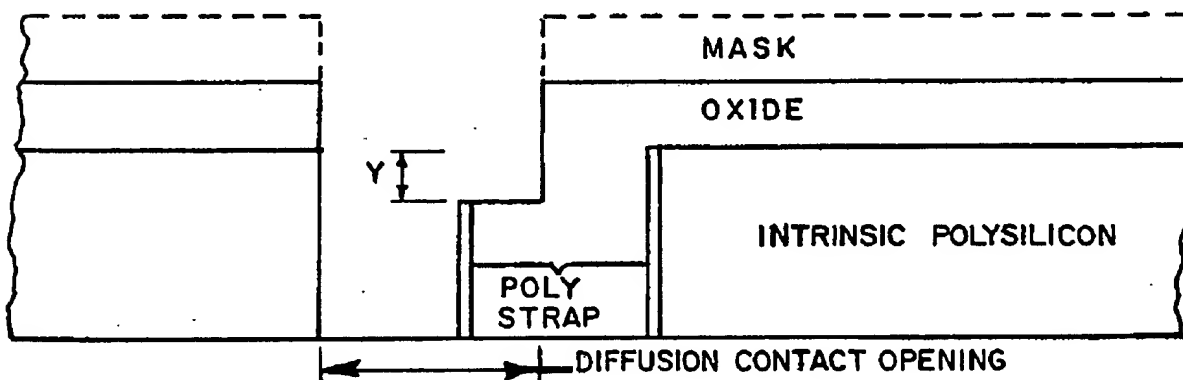 MASK
OXIDE
Y
INTRINSIC POLYSILICON
POLY
STRAP
DIFFUSION CONTACT OPENING